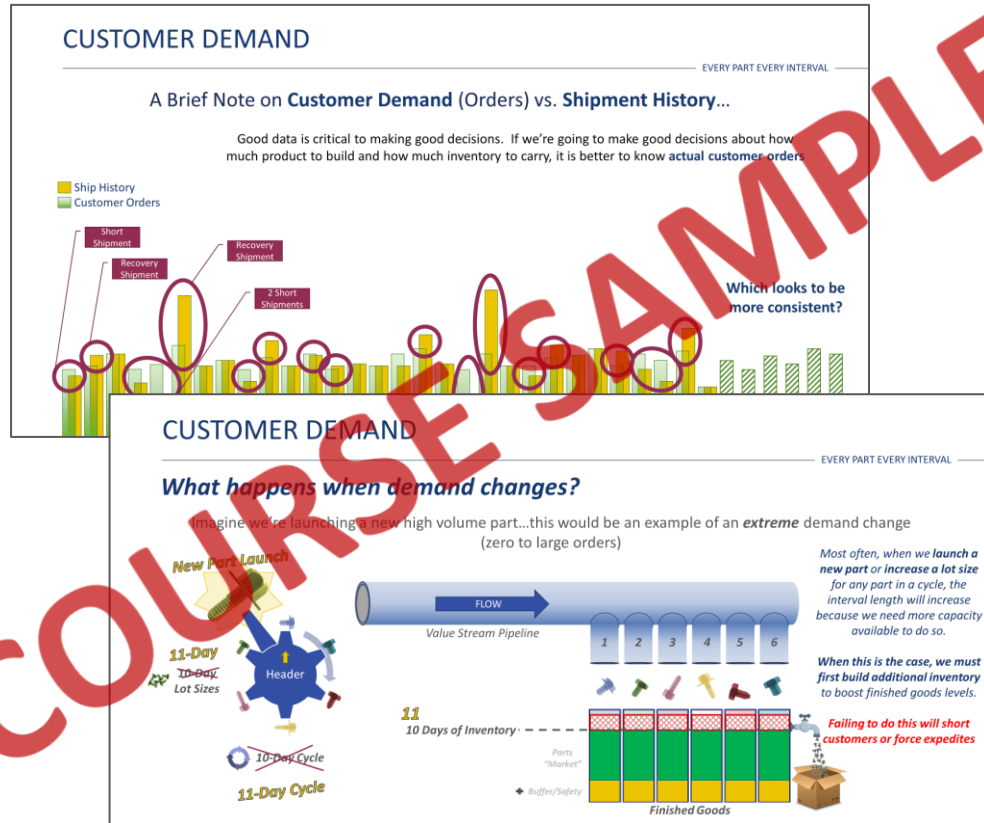 CUSTOMER DEMAND
EVERY PART EVERY INTERVAL
A Brief Note on Customer Demand (Orders) vs. Shipment History...
Good data is critical to making good decisions. If we're going to make good decisions about how
much product to build and how much inventory to carry, it is better to know actual customer orders
Ship History
Customer Orders
Short
Shipment
Recovery
Shipment
Recovery
Shipment
2 Short
Shipments
Which looks to be
more consistent?
CUSTOMER DEMAND
EVERY PART EVERY INTERVAL
What happens when demand changes?
Imagine we're launching a new high volume part...this would be an example of an extreme demand change
(zero to large orders)
New Part Launch
11-Day
10-Day
Lot Sizes
Header
10-Day Cycle
11-Day Cycle
FLOW
Value Stream Pipeline
1 2 3 4 5 6
11
10 Days of Inventory
Parts
"Market"
+ Buffer/Safety
Finished Goods
Most often, when we launch a
new part or increase a lot size
for any part in a cycle, the
interval length will increase
because we need more capacity
available to do so.
When this is the case, we must
first build additional inventory
to boost finished goods levels.
Failing to do this will short
customers or force expedites
COURSE SAMPLE